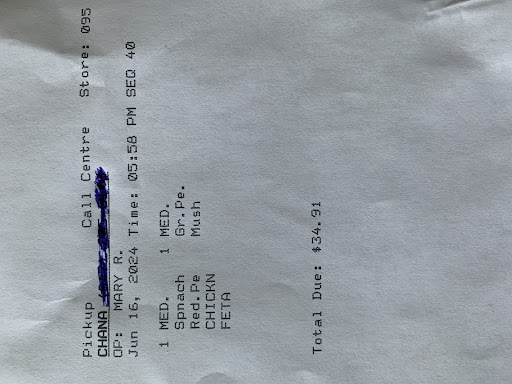 Pickup Call Centre Store: 095
CHANA
OP: MARY R.
Jun 16, 2024 Time: 05:58 PM SEQ 40
1 MED. 1 MED.
Spnach Gr.Pe.
Red.Pe Mush
CHICKN
FETA
Total Due: $34.91